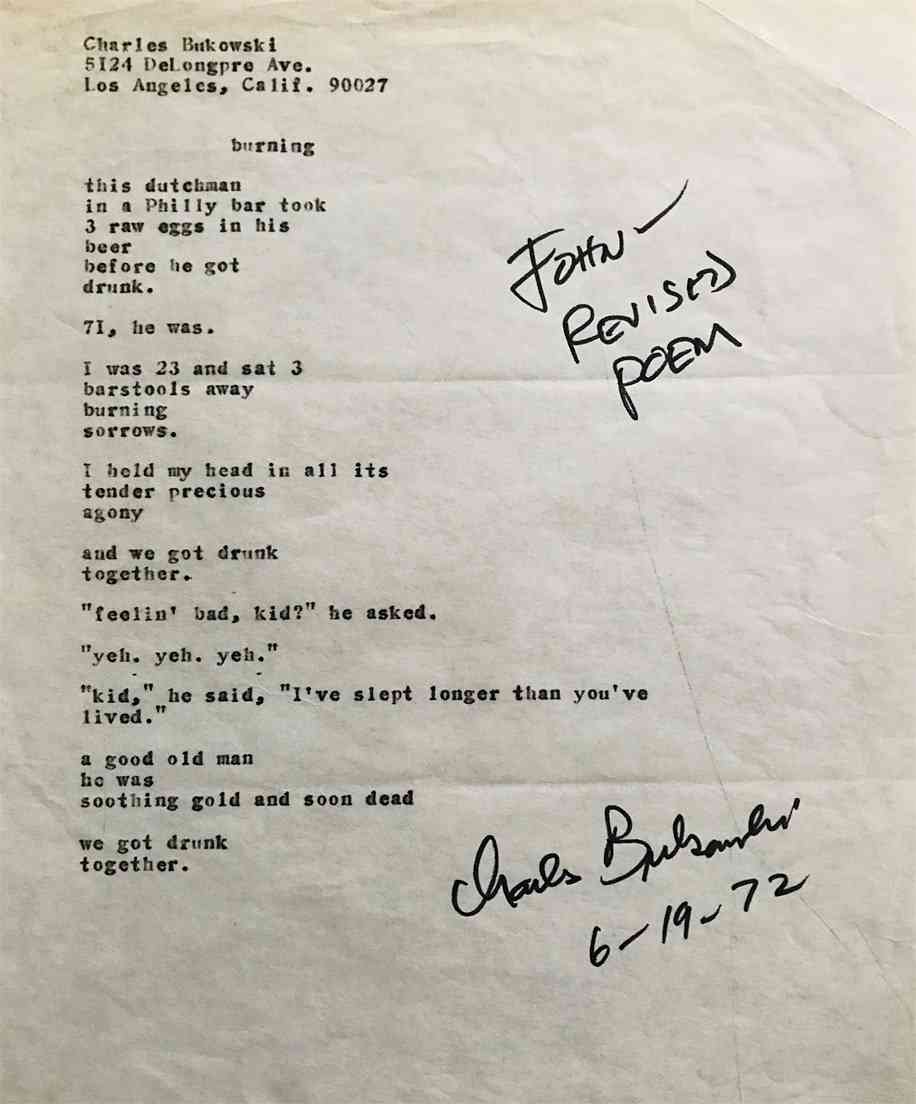 Charles Bukowski
5I24 DeLongpre Ave.
Los Angeles, Calif. 90027
burning
this dutchman
in a Philly bar took
3 raw eggs in his
beer
before he got
drunk.
7I, he was.
I was 23 and sat 3
barstools away
burning
sorrows.
I held my head in all its
tender precious
agony
and we got drunk
together.
"feelin' bad, kid?" he asked.
"yeh. yeh. yeh."
"kid," he said, "I've slept longer than you've
lived."
a good old man
he was
soothing gold and soon dead
we got drunk
together.
JOHN—
REVISED
POEM
Charles Bukowski
6-19-72